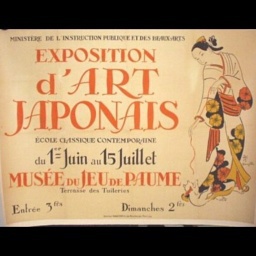 MINISTÈRE DE L'INSTRUCTION PUBLIQUE ET DES BEAUX-ARTS
EXPOSITION
d'ART
JAPONAIS
ÉCOLE CLASSIQUE CONTEMPORAINE
du 1er Juin au 15 Juillet
MUSÉE DU JEU DE PAUME
Terrasse des Tuileries
Entrée 3frs Dimanches 2frs